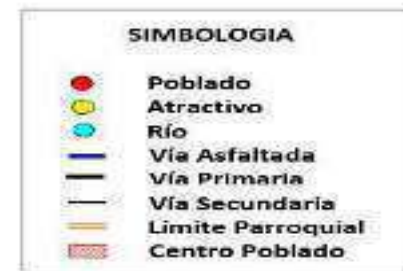 SIMBOLOGIA
Poblado
Atractivo
Río
Vía Asfaltada
Vía Primaria
Vía Secundaria
Limite Parroquial
Centro Poblado